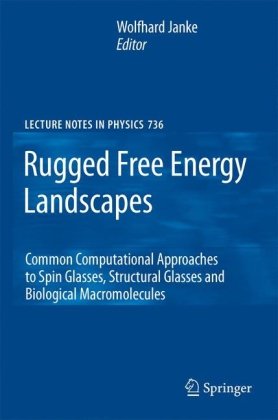 Wolfhard Janke
Editor
LECTURE NOTES IN PHYSICS 736
Rugged Free Energy
Landscapes
Common Computational Approaches
to Spin Glasses, Structural Glasses and
Biological Macromolecules
Springer